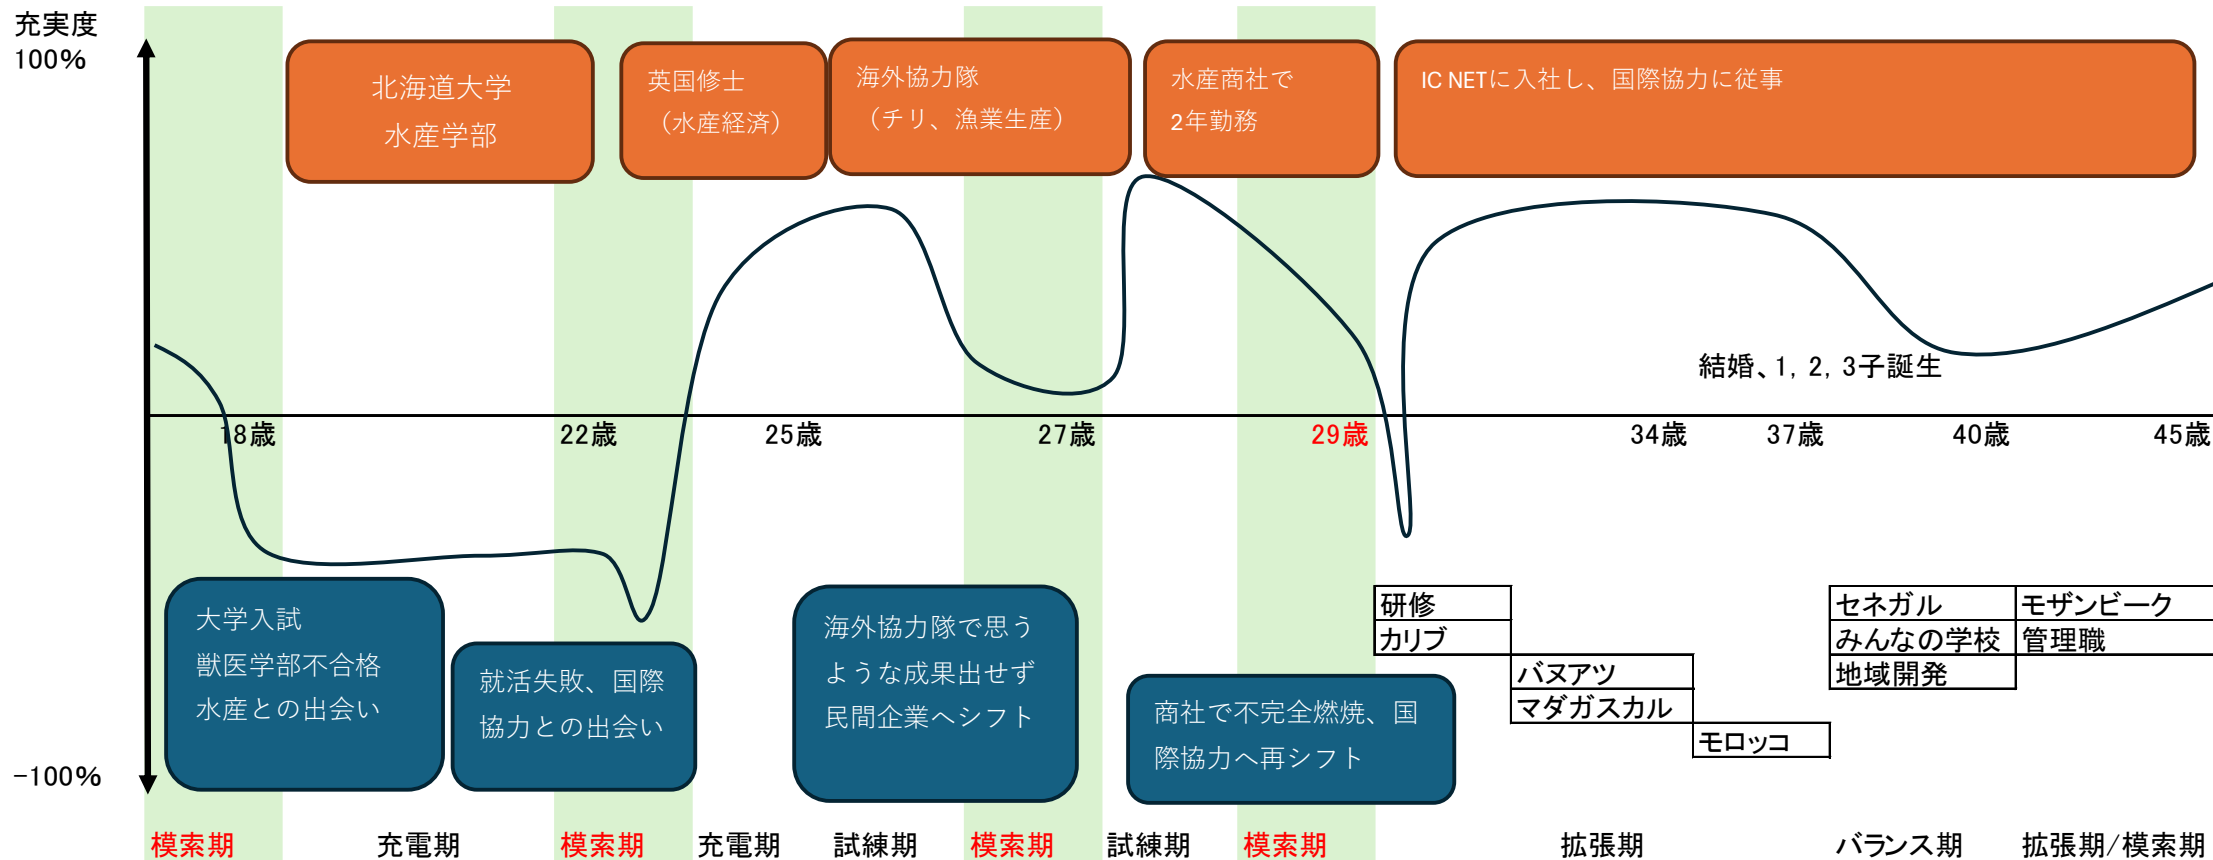 充実度
100%
北海道大学
水産学部
英国修士
（水産経済）
海外協力隊
（チリ、漁業生産）
水産商社で
2年勤務
IC NETに入社し、国際協力に従事
結婚、1，2，3子誕生
18歳
22歳
25歳
27歳
29歳
34歳
37歳
40歳
45歳
大学入試
獣医学部不合格
水産との出会い
就活失敗、国際
協力との出会い
海外協力隊で思う
ような成果出せず
民間企業へシフト
商社で不完全燃焼、国
際協力へ再シフト
研修
カリブ
バヌアツ
マダガスカル
モロッコ
セネガル
みんなの学校
地域開発
モザンビーク
管理職
-100%
模索期
充電期
模索期
充電期
試練期
模索期
試練期
模索期
拡張期
バランス期
拡張期/模索期